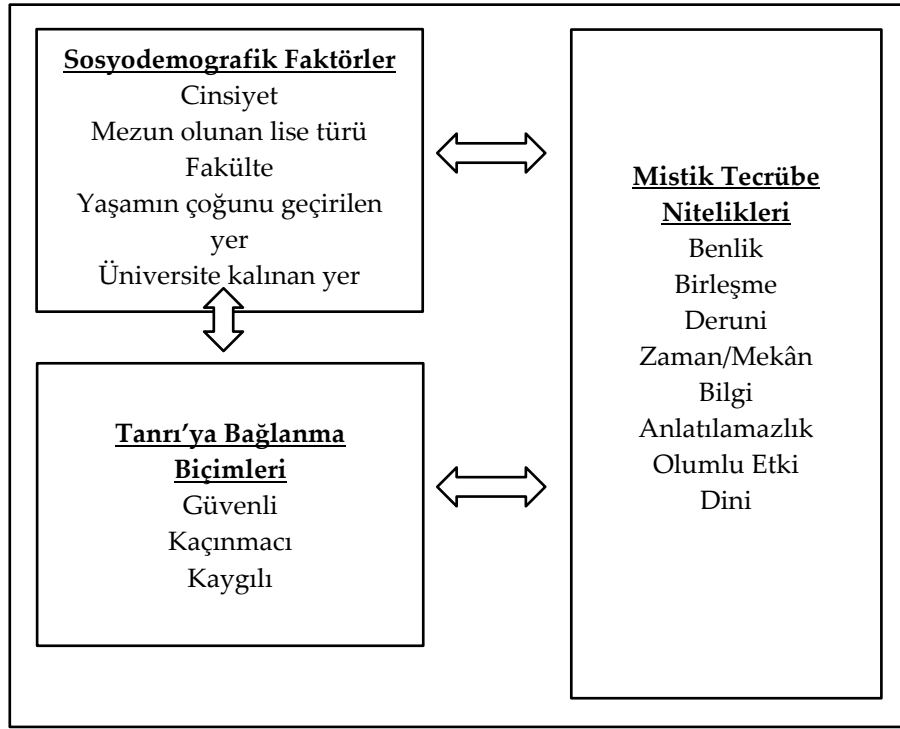 Sosyodemografik Faktörler
Cinsiyet
Mezun olunan lise türü
Fakülte
Yaşamın çoğunu geçirilen
yer
Üniversite kalınan yer
Tanrı’ya Bağlanma
Biçimleri
Güvenli
Kaçınmacı
Kaygılı
Mistik Tecrübe
Nitelikleri
Benlik
Birleşme
Deruni
Zaman/Mekân
Bilgi
Anlatılamazlık
Olumlu Etki
Dini